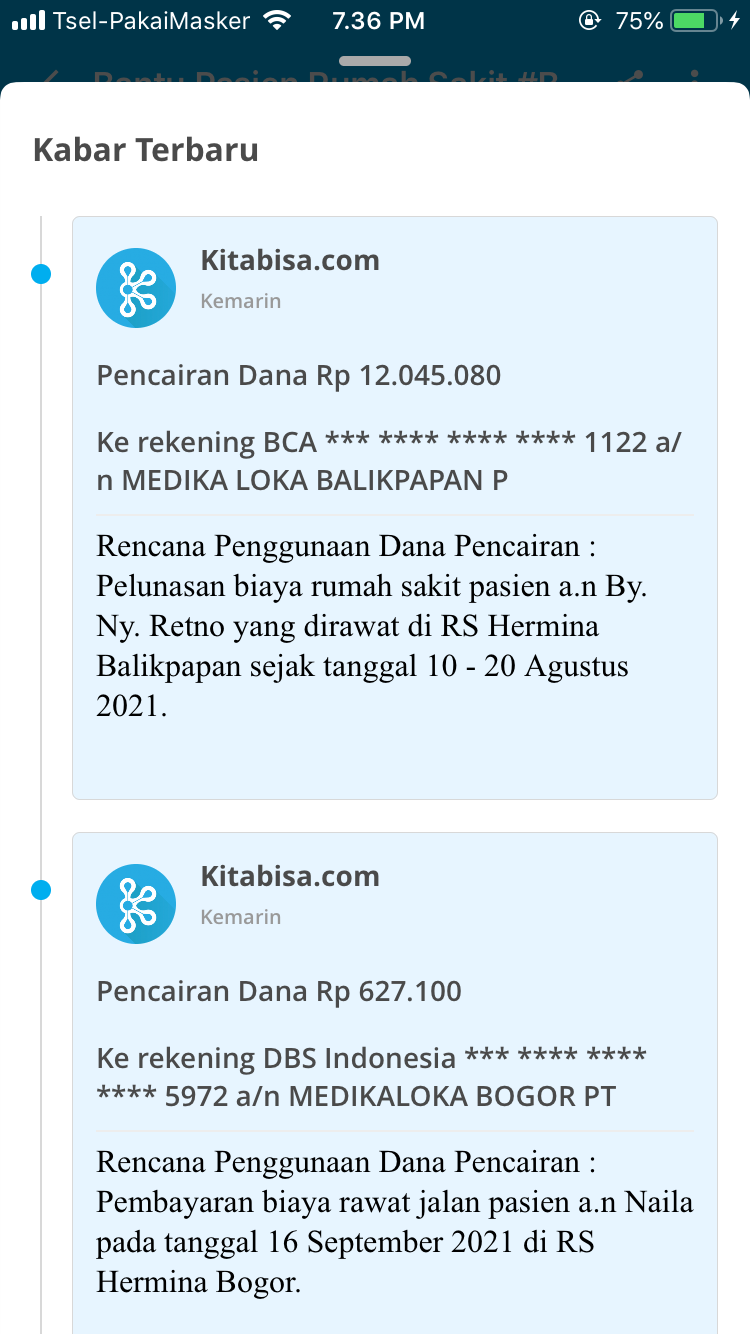 Tsel-PakaiMasker 7.36 PM 75%
Bantu Pasien Rumah Sakit #B
Kabar Terbaru
Kitabisa.com
Kemarin
Pencairan Dana Rp 12.045.080
Ke rekening BCA *** **** **** **** 1122 a/
n MEDIKA LOKA BALIKPAPAN P
Rencana Penggunaan Dana Pencairan :
Pelunasan biaya rumah sakit pasien a.n By.
Ny. Retno yang dirawat di RS Hermina
Balikpapan sejak tanggal 10 - 20 Agustus
2021.
Kitabisa.com
Kemarin
Pencairan Dana Rp 627.100
Ke rekening DBS Indonesia *** **** ****
**** 5972 a/n MEDIKALOKA BOGOR PT
Rencana Penggunaan Dana Pencairan :
Pembayaran biaya rawat jalan pasien a.n Naila
pada tanggal 16 September 2021 di RS
Hermina Bogor.